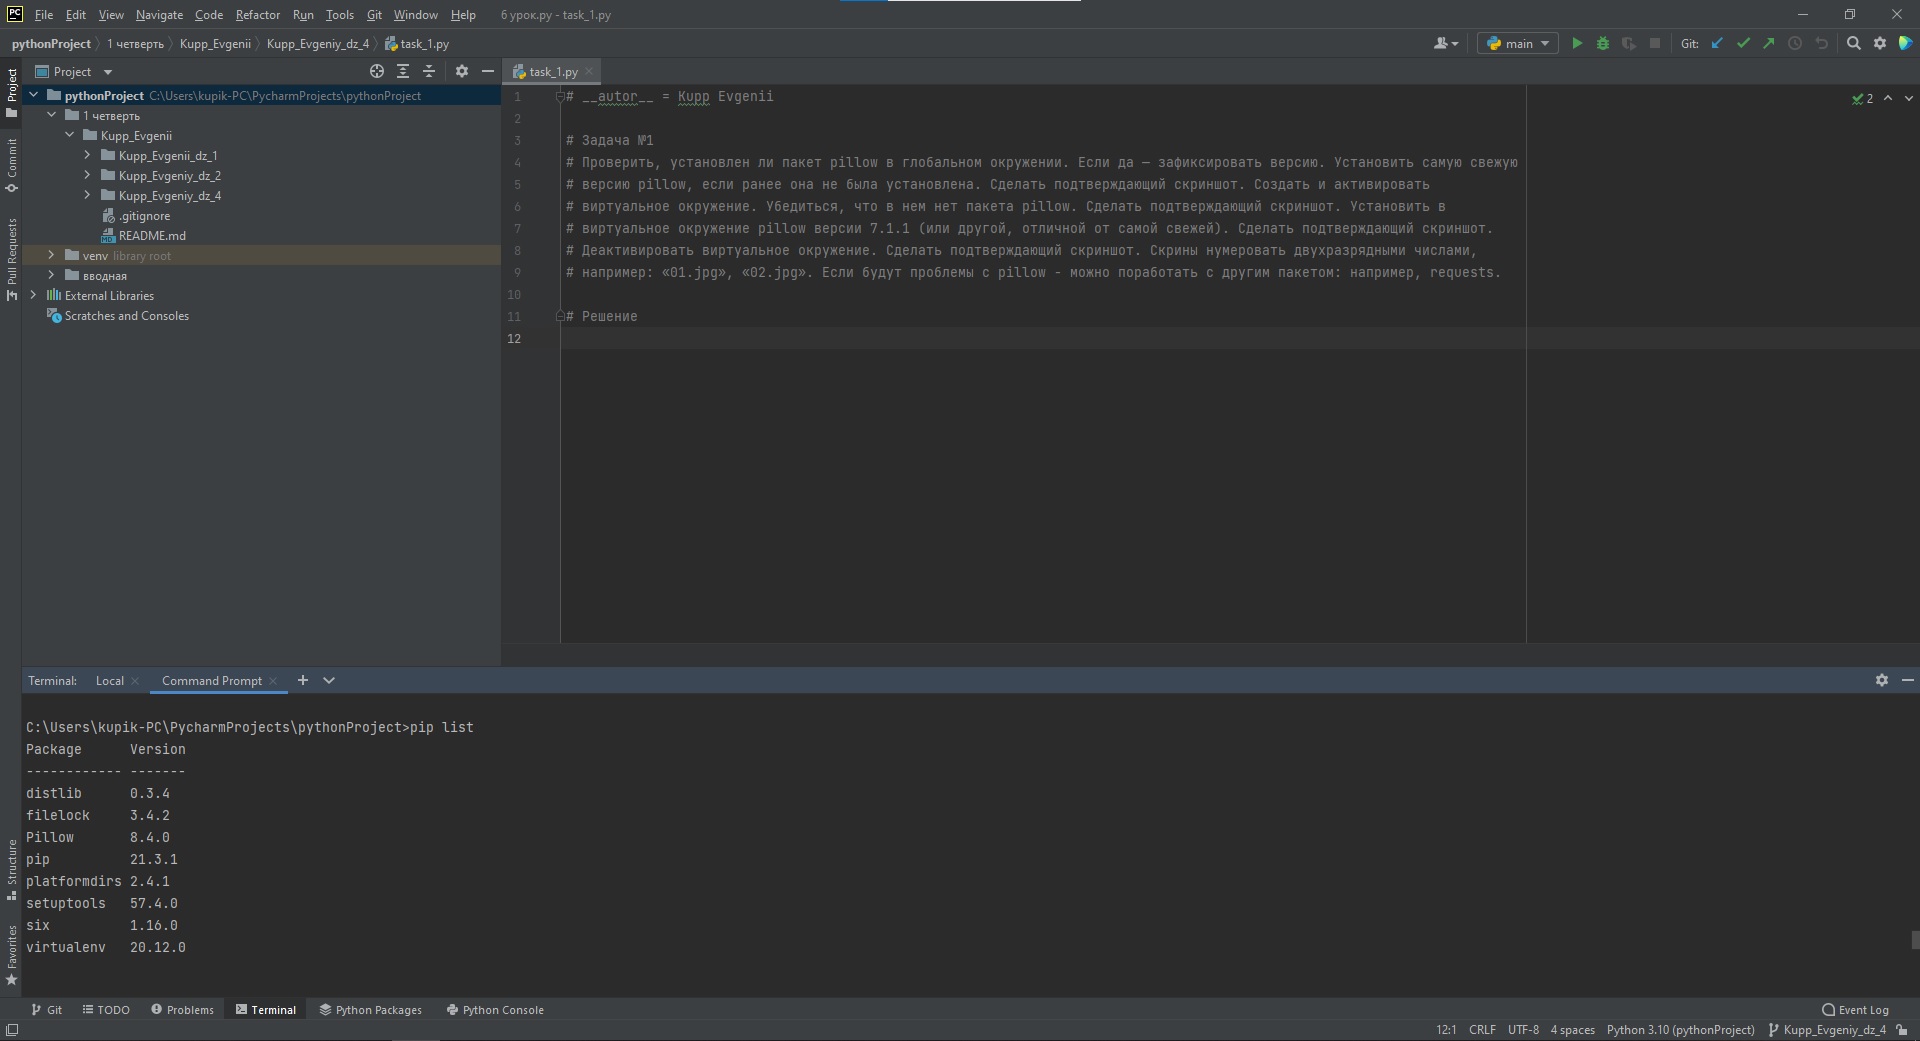 PC File Edit View Navigate Code Refactor Run Tools Git Window Help 6 урок.py - task_1.py
pythonProject 1 четверть Kupp_Evgenii Kupp_Evgeniy_dz_4 task_1.py main Git:
Project task_1.py
Project
Commit
Pull Requests
Structure
Favorites
pythonProject C:\Users\kupik-PC\PycharmProjects\pythonProject
1 четверть
Kupp_Evgenii
Kupp_Evgenii_dz_1
Kupp_Evgeniy_dz_2
Kupp_Evgeniy_dz_4
.gitignore
README.md
venv library root
вводная
External Libraries
Scratches and Consoles
1 # __autor__ = Kupp Evgenii 2
2
3 # Задача №1
4 # Проверить, установлен ли пакет pillow в глобальном окружении. Если да — зафиксировать версию. Установить самую свежую
5 # версию pillow, если ранее она не была установлена. Сделать подтверждающий скриншот. Создать и активировать
6 # виртуальное окружение. Убедиться, что в нем нет пакета pillow. Сделать подтверждающий скриншот. Установить в
7 # виртуальное окружение pillow версии 7.1.1 (или другой, отличной от самой свежей). Сделать подтверждающий скриншот.
8 # Деактивировать виртуальное окружение. Сделать подтверждающий скриншот. Скрины нумеровать двухразрядными числами,
9 # например: «01.jpg», «02.jpg». Если будут проблемы с pillow - можно поработать с другим пакетом: например, requests.
10
11 # Решение
12
Terminal: Local Command Prompt
C:\Users\kupik-PC\PycharmProjects\pythonProject>pip list
Package Version
------------ -------
distlib 0.3.4
filelock 3.4.2
Pillow 8.4.0
pip 21.3.1
platformdirs 2.4.1
setuptools 57.4.0
six 1.16.0
virtualenv 20.12.0
Git TODO Problems Terminal Python Packages Python Console Event Log
12:1 CRLF UTF-8 4 spaces Python 3.10 (pythonProject) Kupp_Evgeniy_dz_4